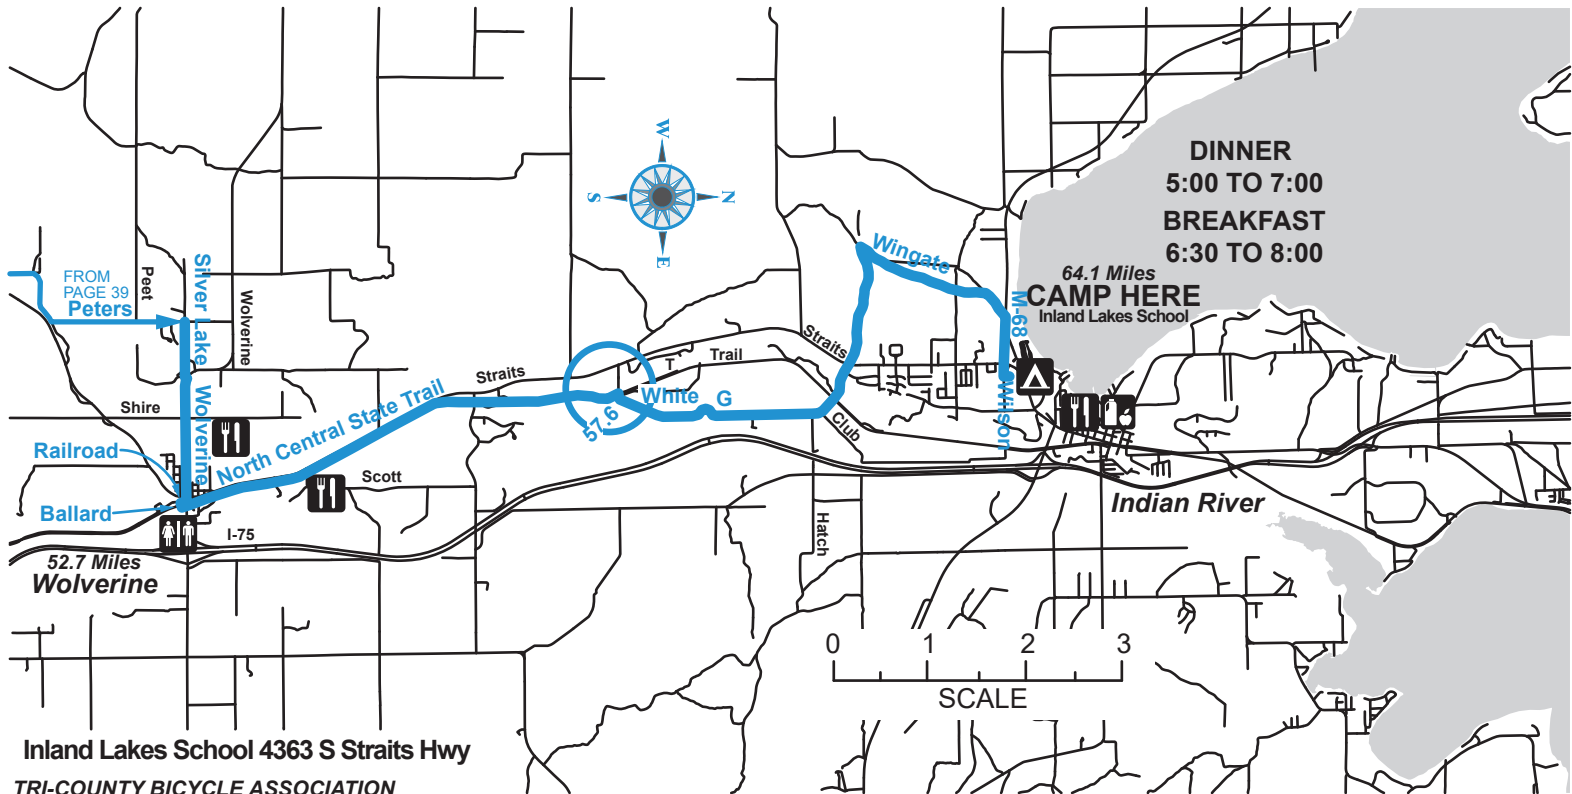 DINNER
5:00 TO 7:00
BREAKFAST
6:30 TO 8:00
64.1 Miles
CAMP HERE
Inland Lakes School
W
N
S
E
FROM
PAGE 39
Peters
Peet
Silver Lake
Wolverine
Wolverine
Shire
Railroad
Ballard
52.7 Miles
Wolverine
I-75
Scott
North Central State Trail
Straits
57.6
T
Trail
White
G
Straits
Club
Wingate
M-68
Wilson
Hatch
Indian River
0
1
2
3
SCALE
Inland Lakes School 4363 S Straits Hwy
TRI-COUNTY BICYCLE ASSOCIATION